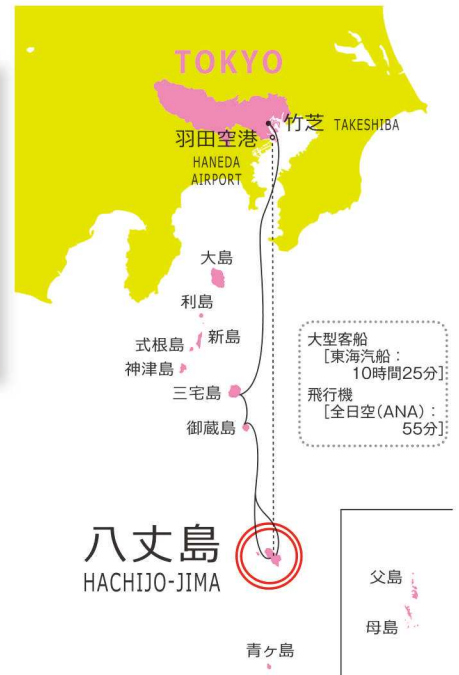 TOKYO
竹芝 TAKESHIBA
羽田空港
HANEDA
AIRPORT
大島
利島
新島
式根島
神津島
三宅島
御蔵島
大型客船
[東海汽船：
10時間25分]
飛行機
[全日空(ANA)：
55分]
八丈島
HACHIJO-JIMA
父島
母島
青ヶ島